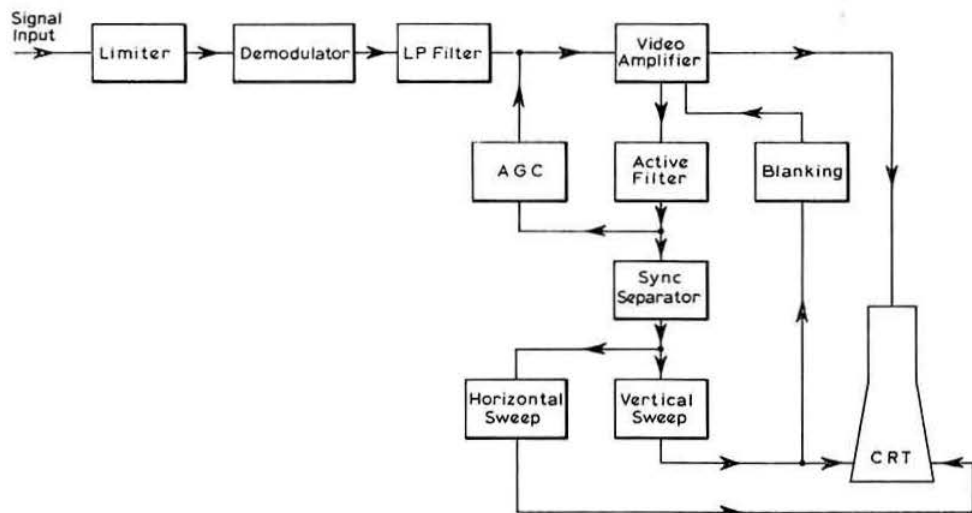 Signal
Input
Limiter
Demodulator
LP Filter
Video
Amplifier
AGC
Active
Filter
Blanking
Sync
Separator
Horizontal
Sweep
Vertical
Sweep
CRT